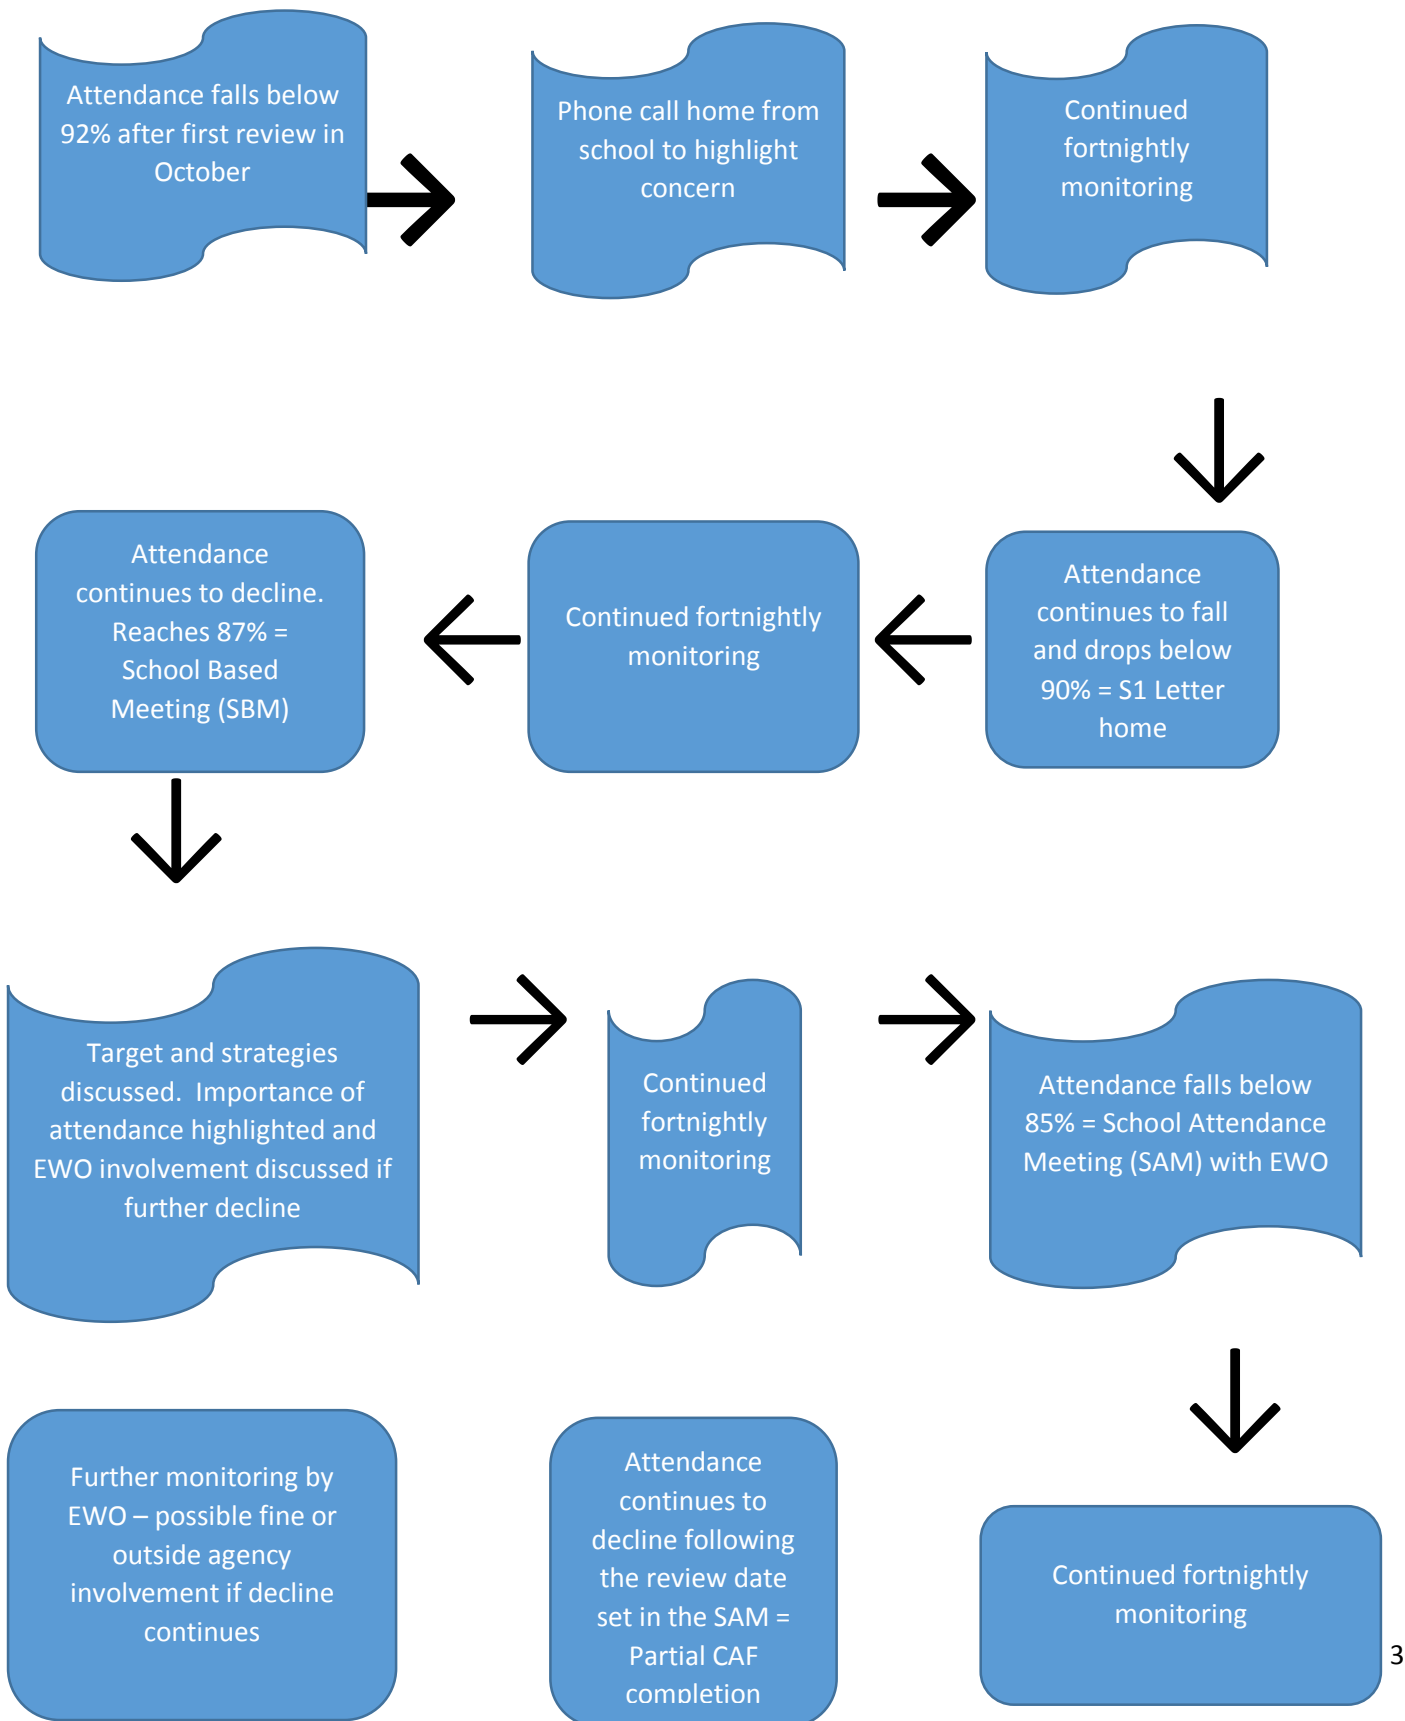 Attendance falls below
92% after first review in
October
Phone call home from
school to highlight
concern
Continued
fortnightly
monitoring
Attendance
continues to fall
and drops below
90% = S1 Letter
home
Continued fortnightly
monitoring
Attendance
continues to decline.
Reaches 87% =
School Based
Meeting (SBM)
Target and strategies
discussed.  Importance of
attendance highlighted and
EWO involvement discussed if
further decline
Continued
fortnightly
monitoring
Attendance falls below
85% = School Attendance
Meeting (SAM) with EWO
Continued fortnightly
monitoring
Attendance
continues to
decline following
the review date
set in the SAM =
Partial CAF
completion
Further monitoring by
EWO – possible fine or
outside agency
involvement if decline
continues
3